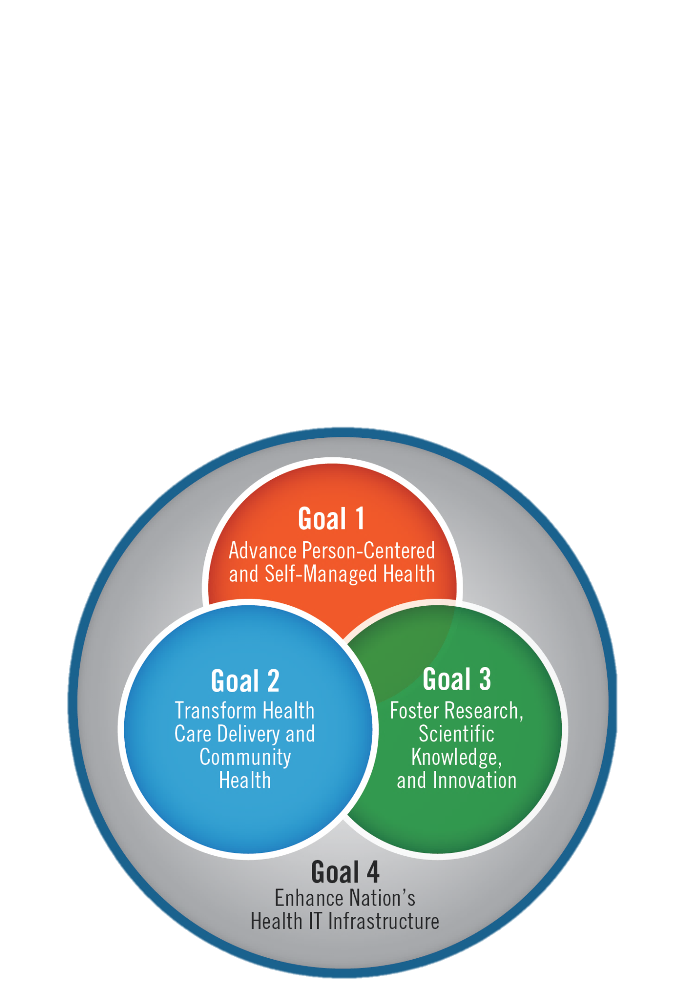 Goal 1
Advance Person-Centered
and Self-Managed Health
Goal 2
Transform Health
Care Delivery and
Community
Health
Goal 3
Foster Research,
Scientific
Knowledge,
and Innovation
Goal 4
Enhance Nation’s
Health IT Infrastructure